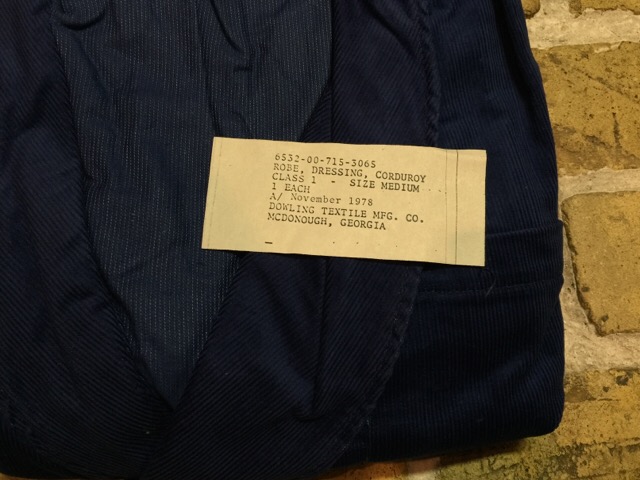 6532-00-715-3065
ROBE, DRESSING, CORDUROY
CLASS 1 - SIZE MEDIUM
1 EACH
A/ November 1978
DOWLING TEXTILE MFG. CO.
MCDONOUGH, GEORGIA